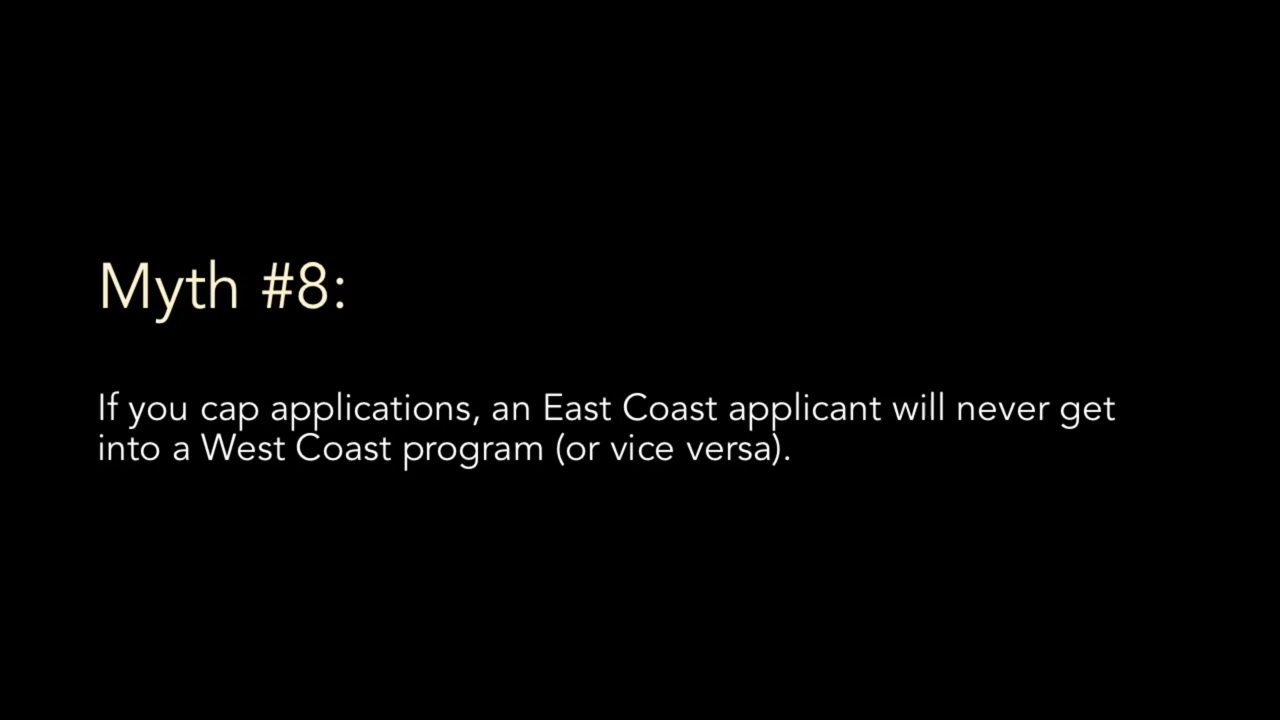 Myth #8:
If you cap applications, an East Coast applicant will never get
into a West Coast program (or vice versa).